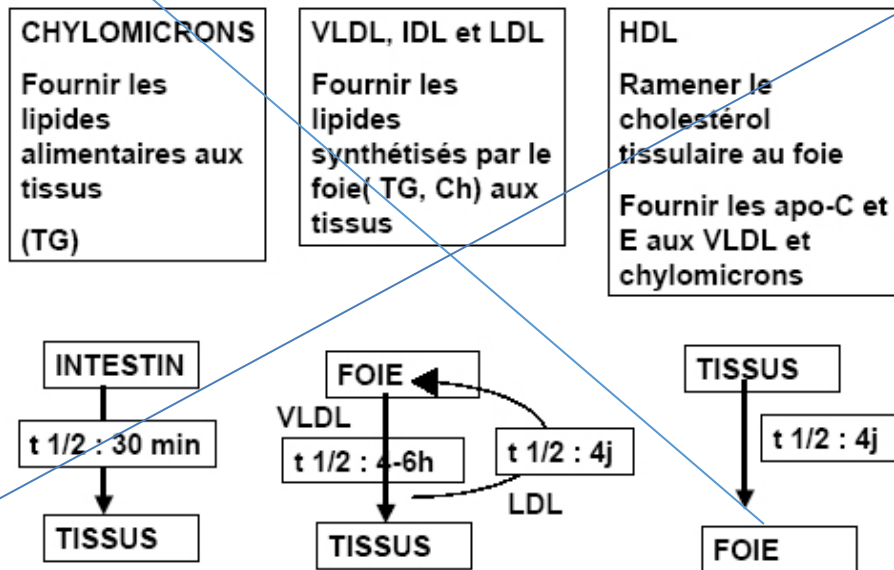 CHYLOMICRONS
Fournir les
lipides
alimentaires aux
tissus
(TG)
VLDL, IDL et LDL
Fournir les
lipides
synthétisés par le
foie( TG, Ch) aux
tissus
HDL
Ramener le
cholestérol
tissulaire au foie
Fournir les apo-C et
E aux VLDL et
chylomicrons
INTESTIN
t 1/2 : 30 min
TISSUS
FOIE
VLDL
t 1/2 : 4-6h
t 1/2 : 4j
LDL
TISSUS
TISSUS
t 1/2 : 4j
FOIE